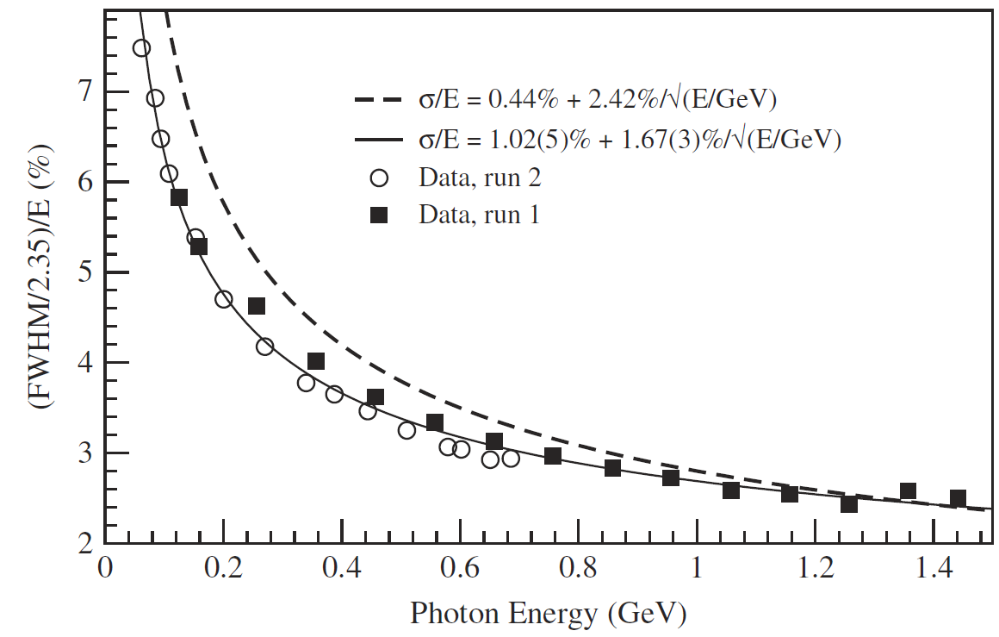 (FWHM/2.35)/E (%)
7
6
5
4
3
2
σ/E = 0.44% + 2.42%/√(E/GeV)
σ/E = 1.02(5)% + 1.67(3)%/√(E/GeV)
Data, run 2
Data, run 1
0 0.2 0.4 0.6 0.8 1 1.2 1.4
Photon Energy (GeV)